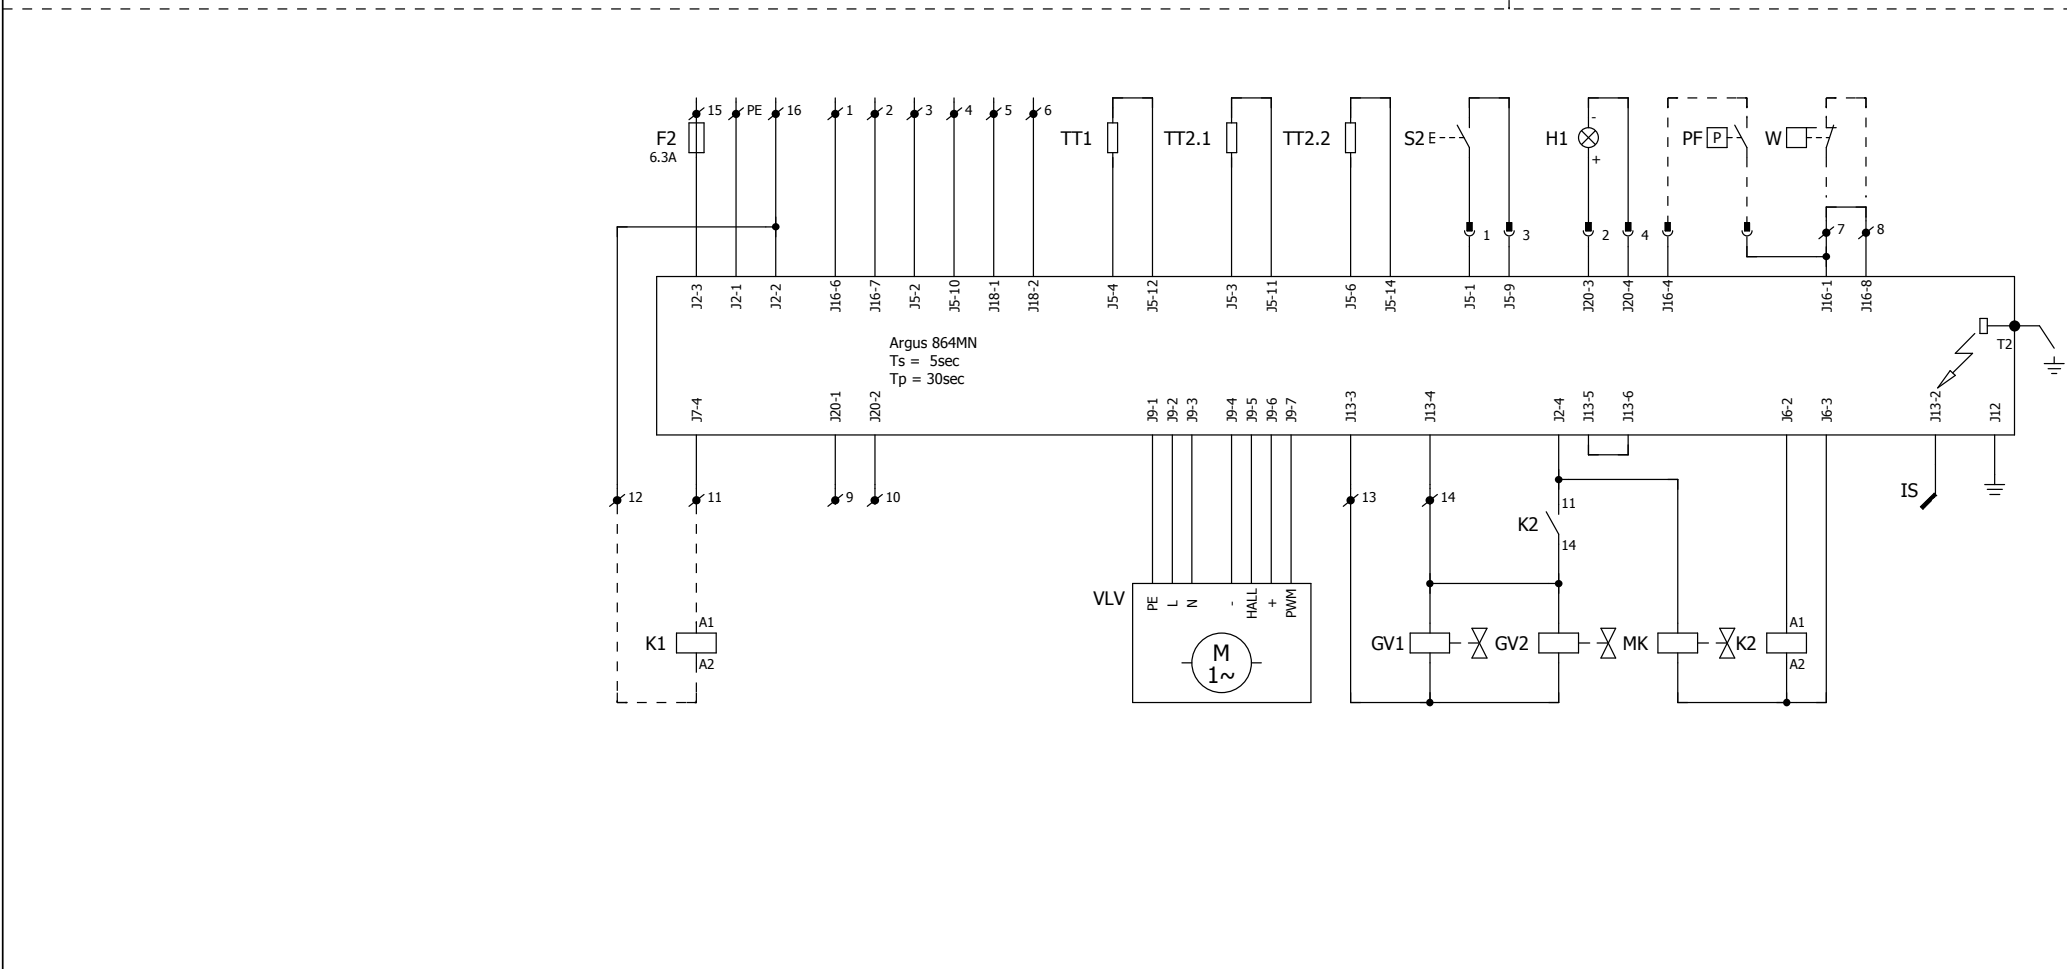 15 PE 16 1 2 3 4 5 6
F2 TT1 TT2.1 TT2.2 S2 E H1 - PF P W
6.3A +
1 3 2 4 7 8
J2-3 J2-1 J2-2 J16-6 J16-7 J5-2 J5-10 J18-1 J18-2 J5-4 J5-12 J5-3 J5-11 J5-6 J5-14 J5-1 J5-9 J20-3 J20-4 J16-4 J16-1 J16-8
Argus 864MN
Ts = 5sec
Tp = 30sec
T2
J7-4 J20-1 J20-2 J9-1 J9-2 J9-3 J9-4 J9-5 J9-6 J9-7 J13-3 J13-4 J2-4 J13-5 J13-6 J6-2 J6-3 J13-2 J12
12 11 9 10 13 14 11 IS
K2
14
VLV PE L N - HALL + PWM
A1 A1
K1 GV1 GV2 MK K2
A2 A2
M
1~